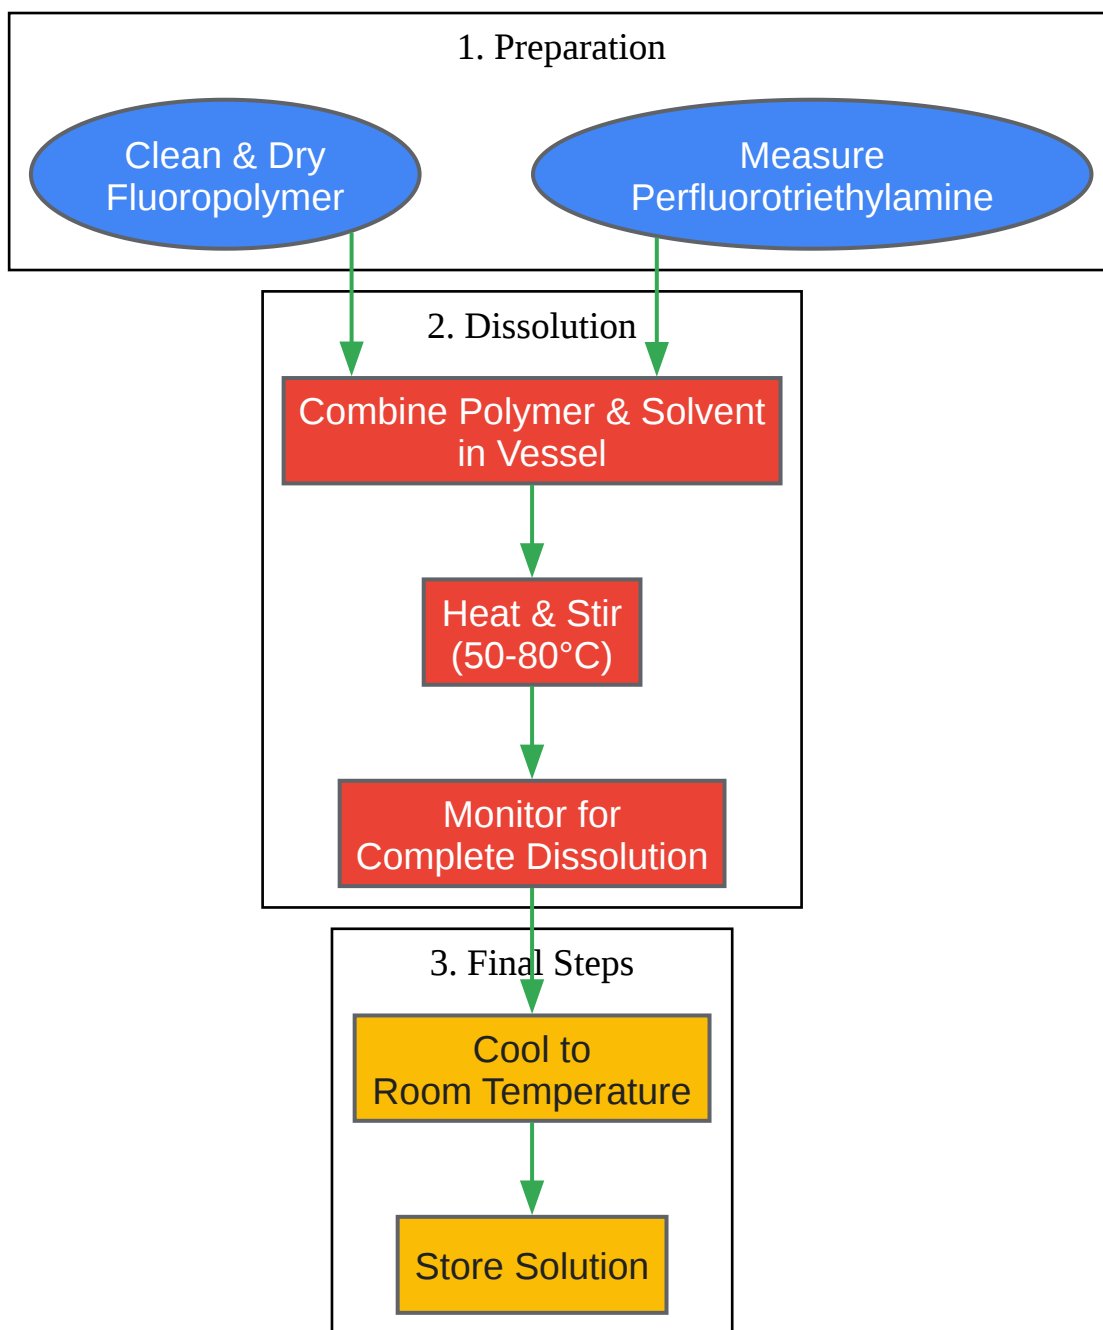 1. Preparation
Clean & Dry
Fluoropolymer
Measure
Perfluorotriethylamine
2. Dissolution
Combine Polymer & Solvent
in Vessel
Heat & Stir
(50-80°C)
Monitor for
Complete Dissolution
3. Final Steps
Cool to
Room Temperature
Store Solution